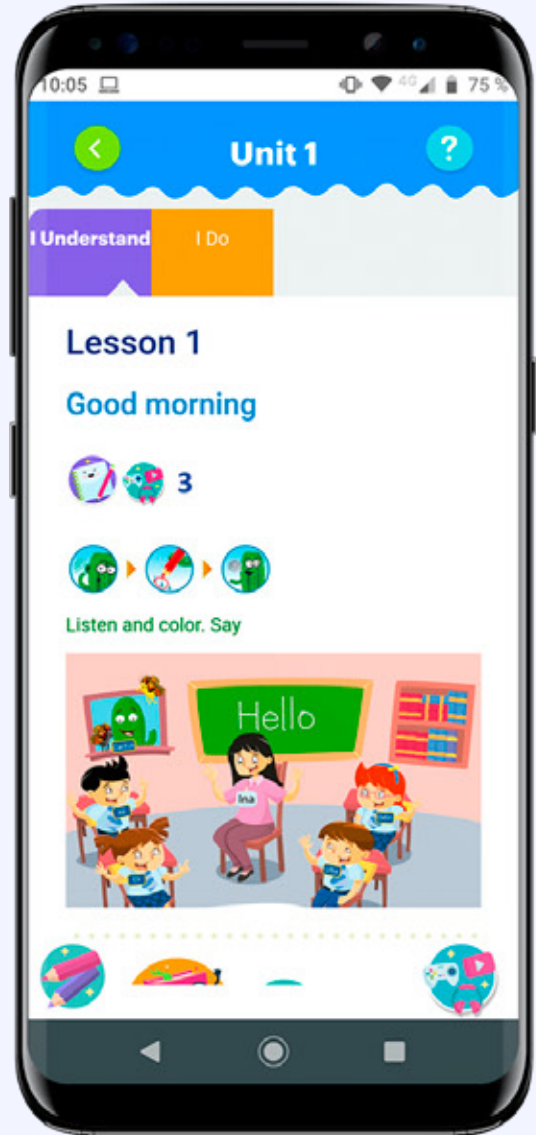 10:05 4G 75 %
Unit 1 ?
I Understand I Do
Lesson 1
Good morning
3
Listen and color. Say
Hello
Ina